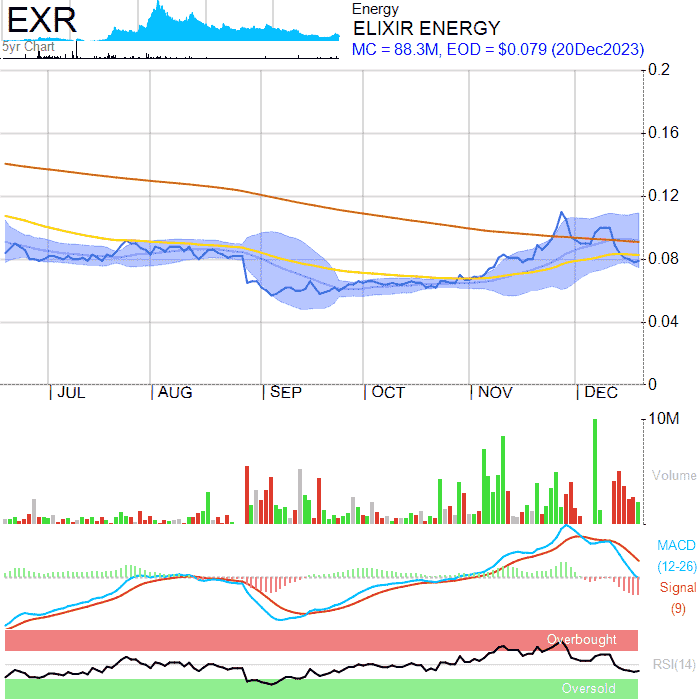 EXR
5yr Chart
Energy
ELIXIR ENERGY
MC = 88.3M, EOD = $0.079 (20Dec2023)
0.2
0.16
0.12
0.08
0.04
0
JUL AUG SEP OCT NOV DEC
10M
Volume
MACD
(12-26)
Signal
(9)
Overbought
RSI(14)
Oversold